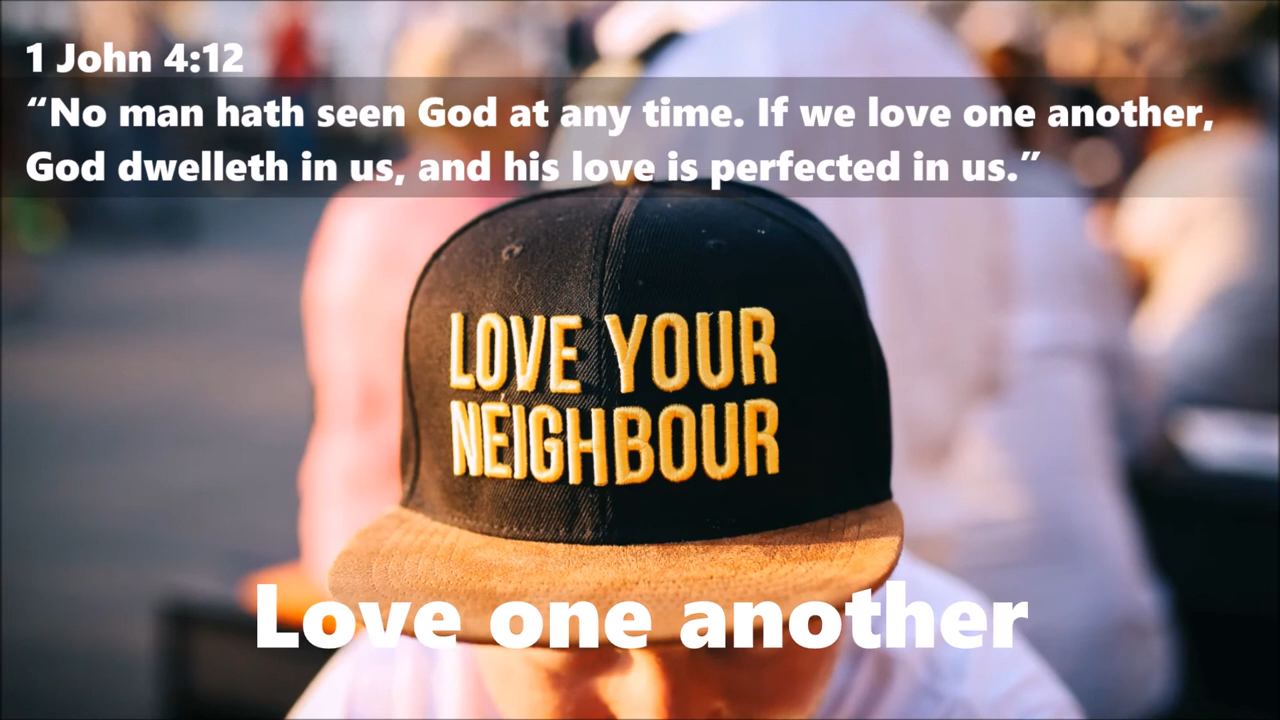 1 John 4:12
“No man hath seen God at any time. If we love one another,
God dwelleth in us, and his love is perfected in us.”
LOVE YOUR
NEIGHBOUR
Love one another